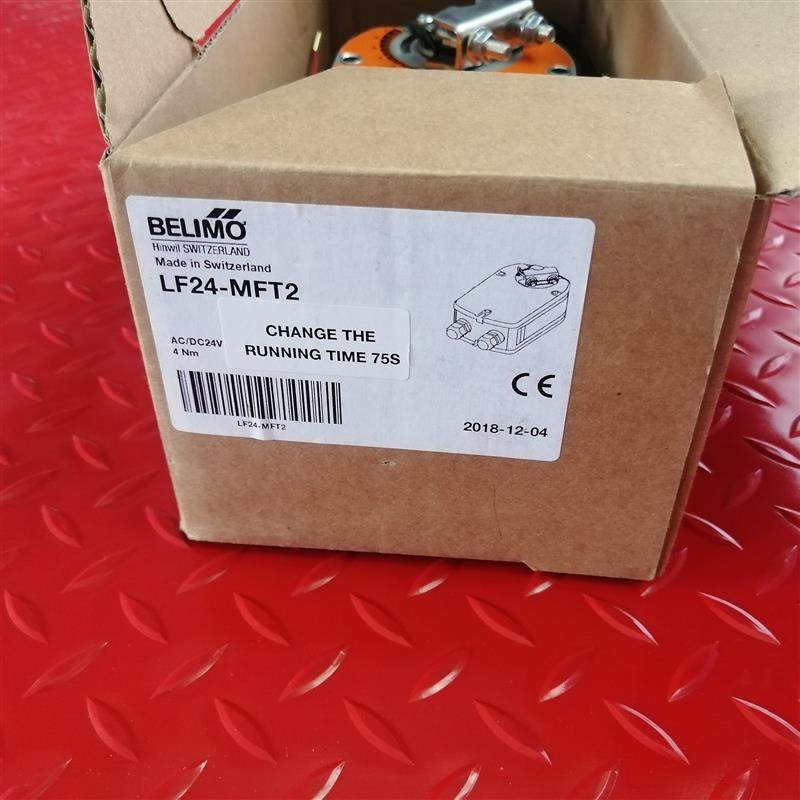 BELIMO
Hinwil SWITZERLAND
Made in Switzerland
LF24-MFT2
AC/DC24V
4 Nm
CHANGE THE
RUNNING TIME 75S
CE
LF24-MFT2
2018-12-04